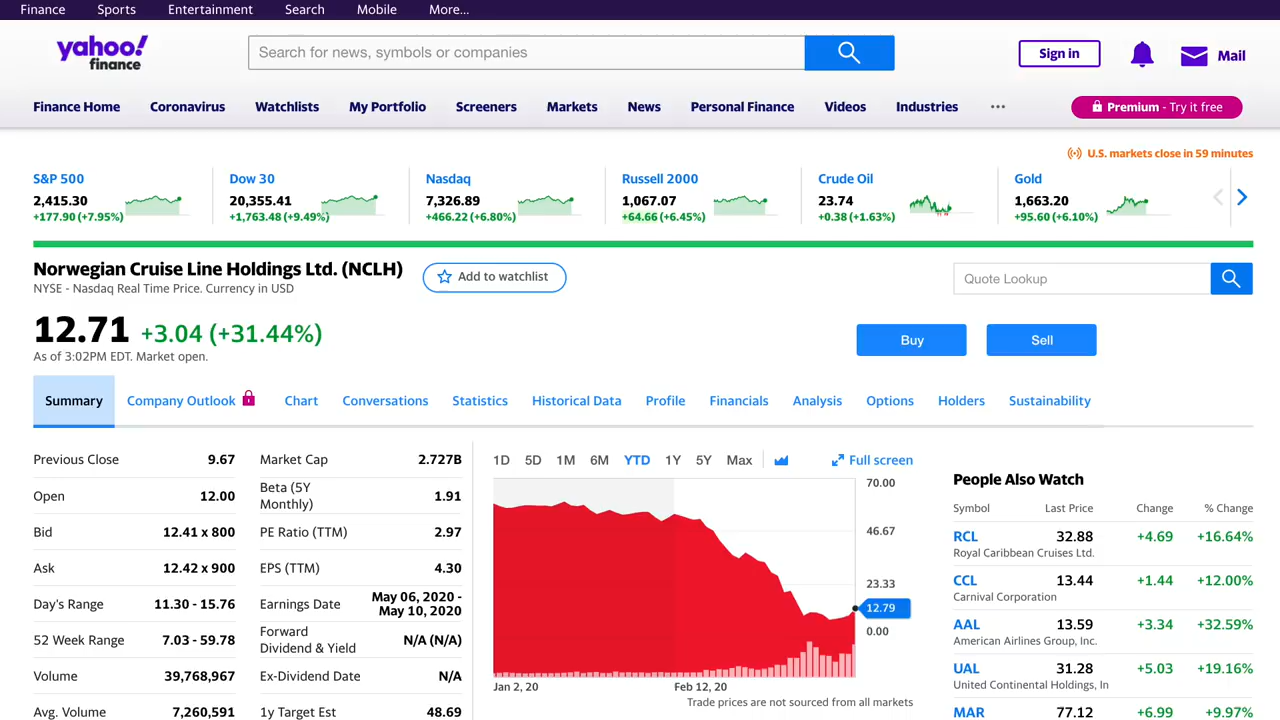 Finance Sports Entertainment Search Mobile More...
yahoo! finance
Search for news, symbols or companies
Sign in
Mail
Finance Home Coronavirus Watchlists My Portfolio Screeners Markets News Personal Finance Videos Industries ...
Premium - Try it free
U.S. markets close in 59 minutes
S&P 500
2,415.30
+177.90 (+7.95%)
Dow 30
20,355.41
+1,763.48 (+9.49%)
Nasdaq
7,326.89
+466.22 (+6.80%)
Russell 2000
1,067.07
+64.66 (+6.45%)
Crude Oil
23.74
+0.38 (+1.63%)
Gold
1,663.20
+95.60 (+6.10%)
Norwegian Cruise Line Holdings Ltd. (NCLH)
NYSE - Nasdaq Real Time Price. Currency in USD
Add to watchlist
Quote Lookup
12.71 +3.04 (+31.44%)
As of 3:02PM EDT. Market open.
Buy
Sell
Summary Company Outlook Chart Conversations Statistics Historical Data Profile Financials Analysis Options Holders Sustainability
Previous Close 9.67
Open 12.00
Bid 12.41 x 800
Ask 12.42 x 900
Day's Range 11.30 - 15.76
52 Week Range 7.03 - 59.78
Volume 39,768,967
Avg. Volume 7,260,591
Market Cap 2.727B
Beta (5Y
Monthly) 1.91
PE Ratio (TTM) 2.97
EPS (TTM) 4.30
Earnings Date May 06, 2020 -
May 10, 2020
Forward
Dividend & Yield N/A (N/A)
Ex-Dividend Date N/A
1y Target Est 48.69
1D 5D 1M 6M YTD 1Y 5Y Max
Full screen
70.00
46.67
23.33
12.79
0.00
Jan 2, 20 Feb 12, 20
Trade prices are not sourced from all markets
People Also Watch
Symbol Last Price Change % Change
RCL 32.88 +4.69 +16.64%
Royal Caribbean Cruises Ltd.
CCL 13.44 +1.44 +12.00%
Carnival Corporation
AAL 13.59 +3.34 +32.59%
American Airlines Group, Inc.
UAL 31.28 +5.03 +19.16%
United Continental Holdings, In
MAR 77.12 +6.99 +9.97%